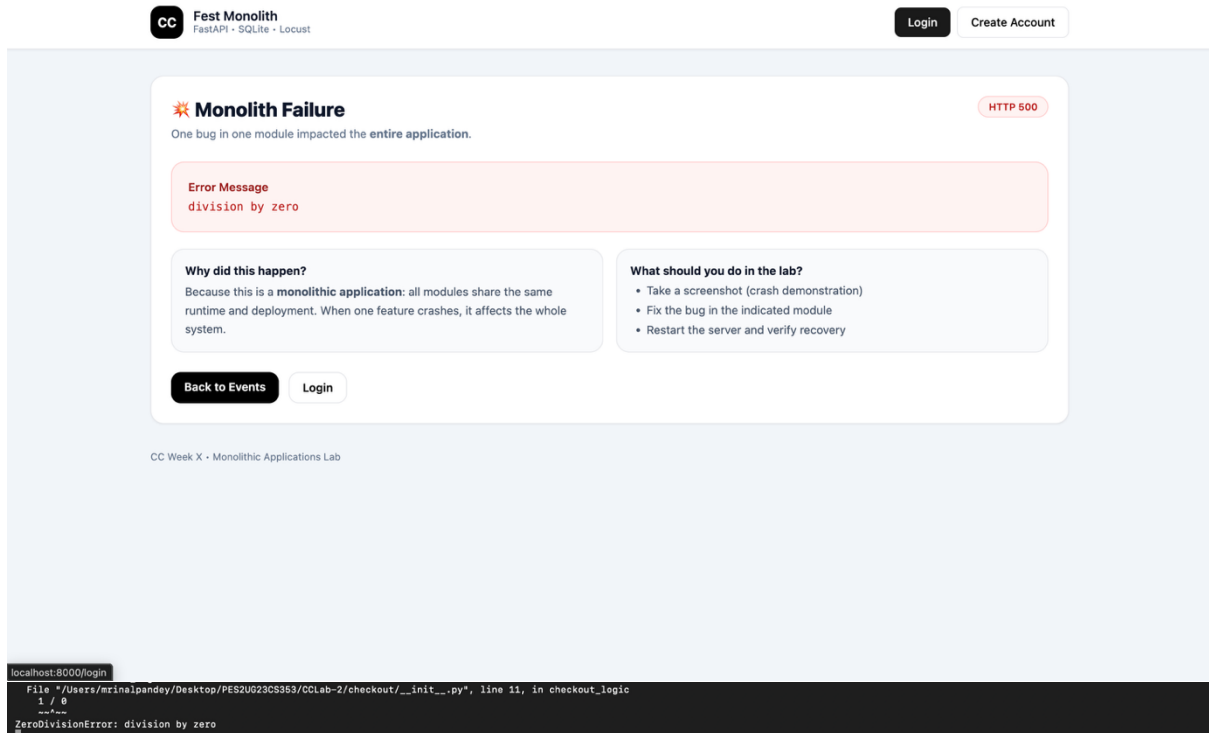 CC
Fest Monolith
FastAPI • SQLite • Locust
Login
Create Account
💥 Monolith Failure
HTTP 500
One bug in one module impacted the entire application.
Error Message
division by zero
Why did this happen?
Because this is a monolithic application: all modules share the same
runtime and deployment. When one feature crashes, it affects the whole
system.
What should you do in the lab?
• Take a screenshot (crash demonstration)
• Fix the bug in the indicated module
• Restart the server and verify recovery
Back to Events
Login
CC Week X • Monolithic Applications Lab
localhost:8000/login
File "/Users/mrinalpandey/Desktop/PES2UG23CS353/CCLab-2/checkout/__init__.py", line 11, in checkout_logic
1 / 0
~~^~~
ZeroDivisionError: division by zero